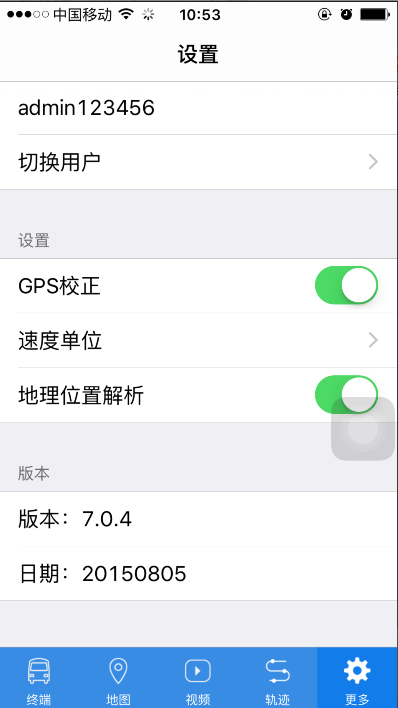 中国移动 10:53
设置
admin123456
切换用户
设置
GPS校正
速度单位
地理位置解析
版本
版本：7.0.4
日期：20150805
终端 地图 视频 轨迹 更多